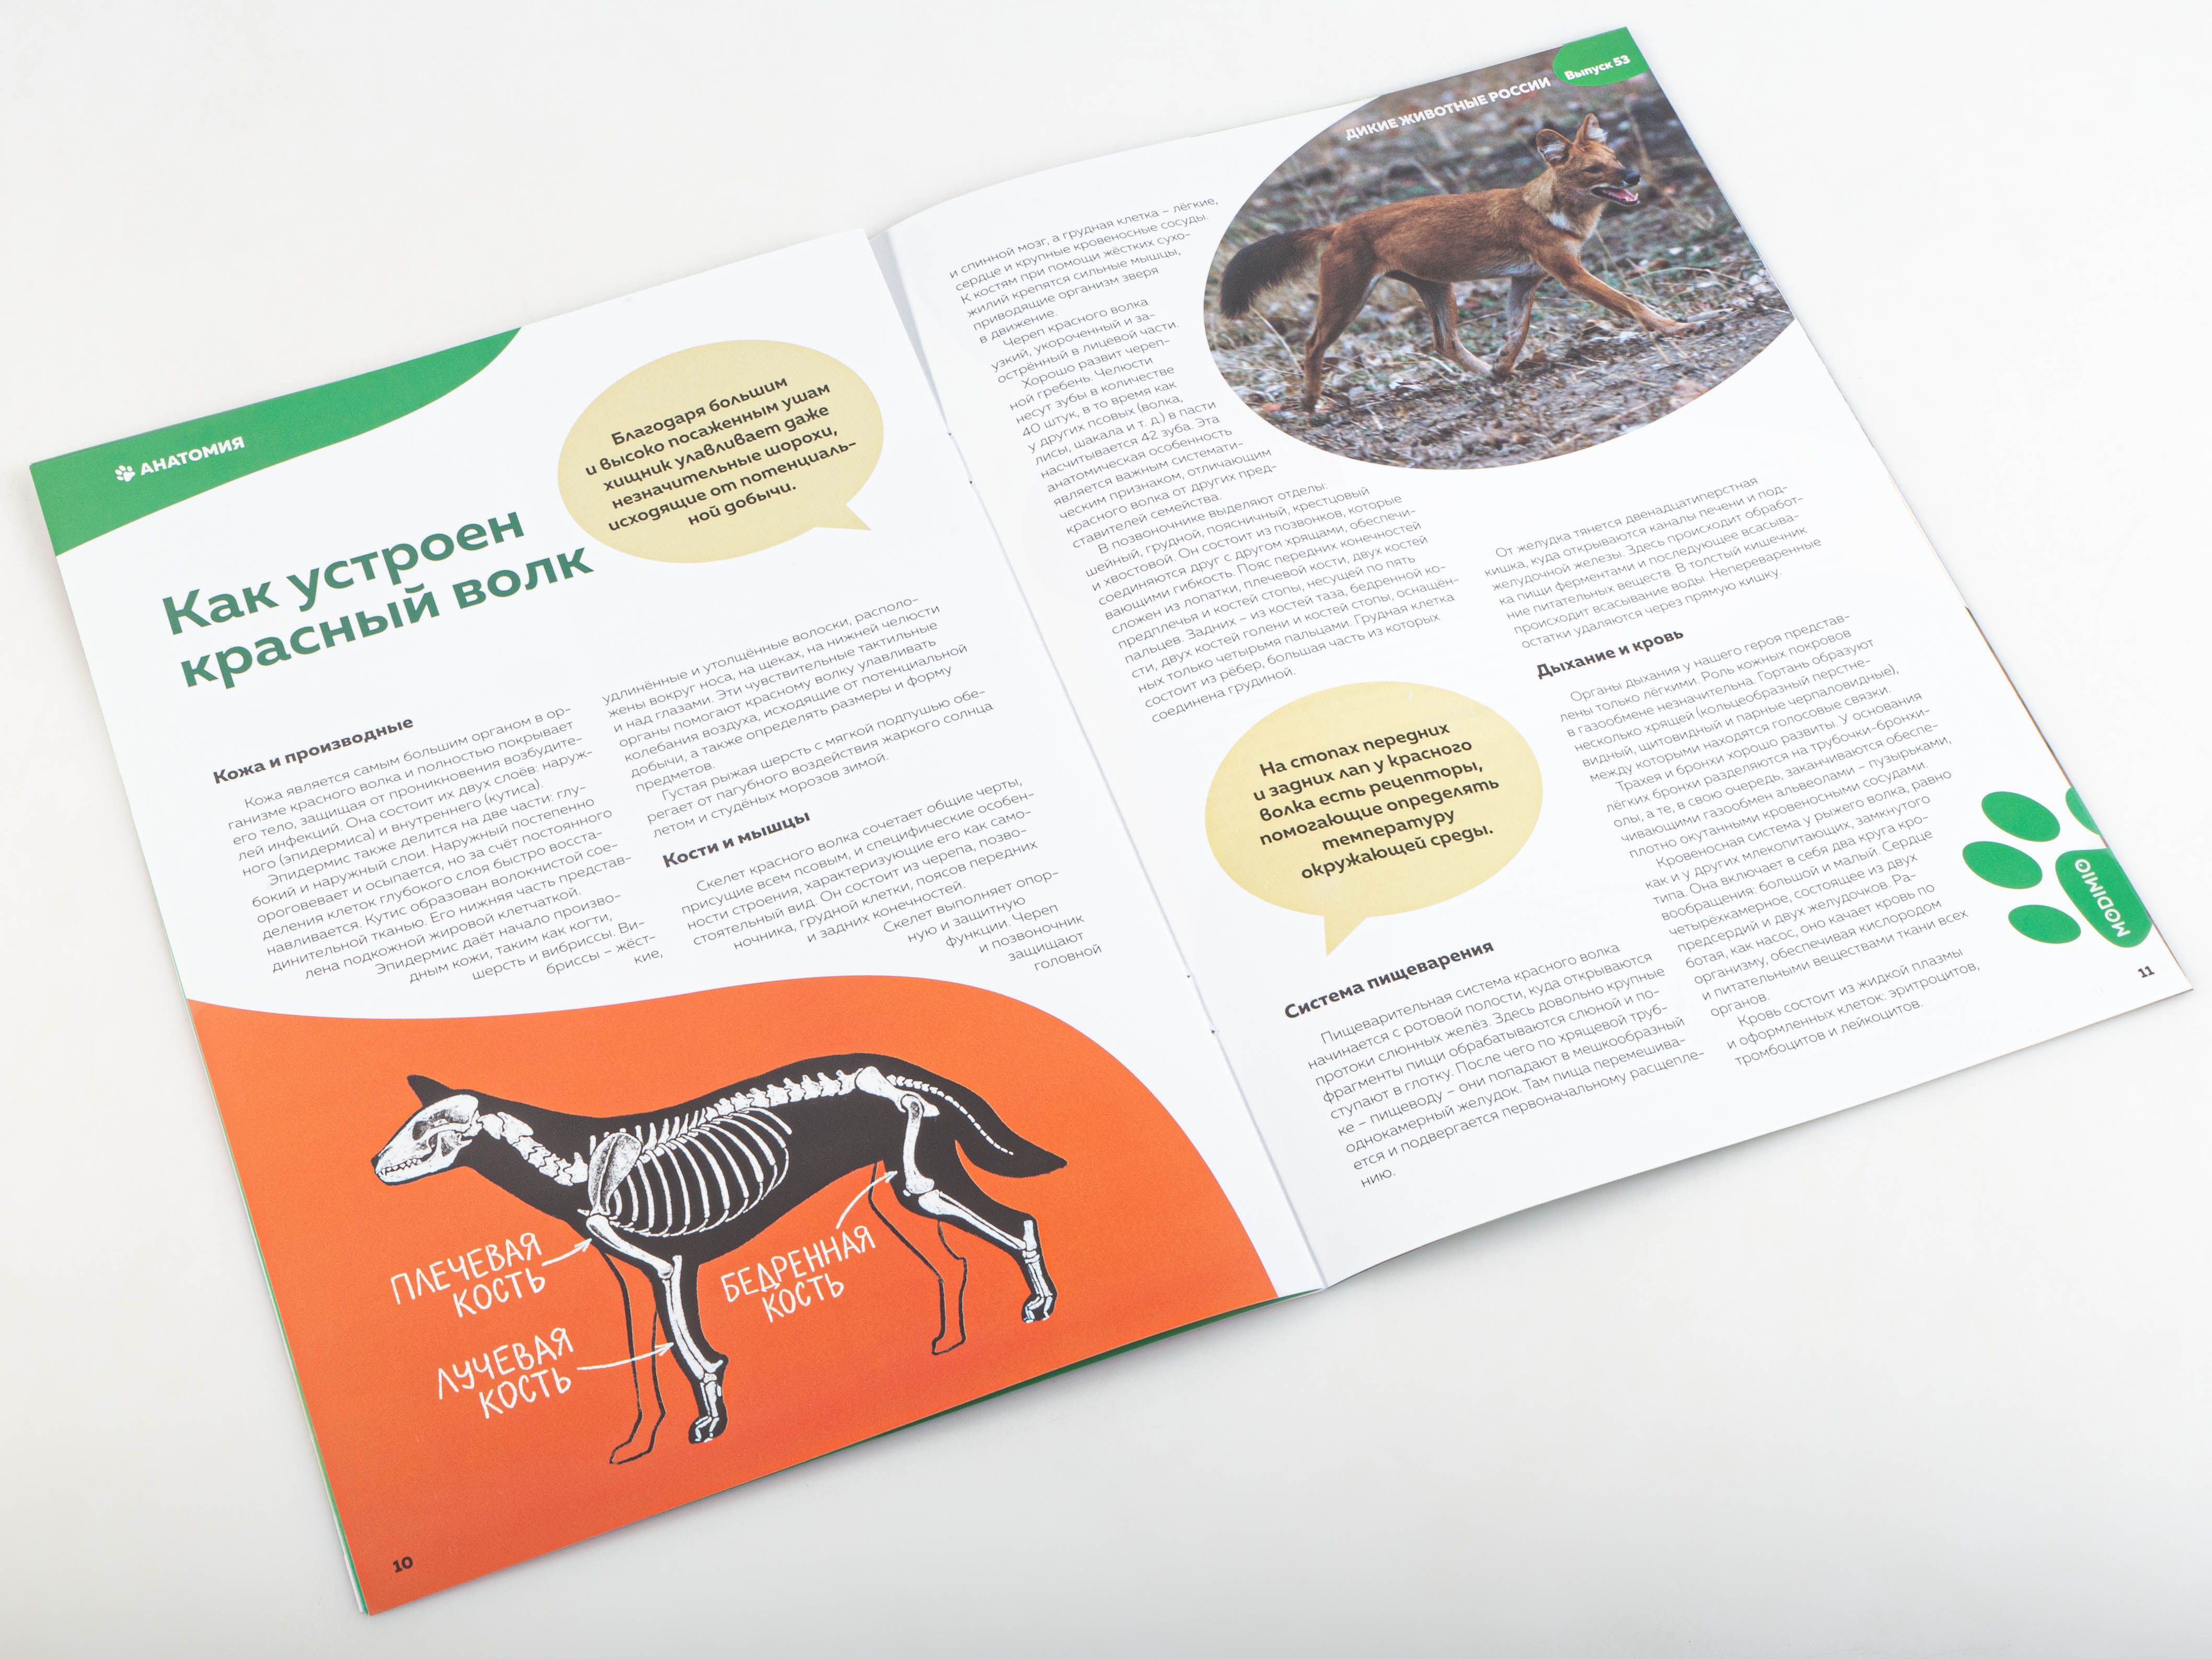 АНАТОМИЯ
Как устроен
красный волк
Благодаря большим
и высоко посаженным ушам
хищник улавливает даже
незначительные шорохи,
исходящие от потенциаль-
ной добычи.
Кожа и производные
Кожа является самым большим органом в ор-
ганизме красного волка и полностью покрывает
его тело, защищая от проникновения возбудите-
лей инфекций. Она состоит их двух слоёв: наруж-
ного (эпидермиса) и внутреннего (кутиса).
Эпидермис также делится на две части: глу-
бокий и наружный слои. Наружный постепенно
ороговевает и осыпается, но за счёт постоянного
деления клеток глубокого слоя быстро восста-
навливается. Кутис образован волокнистой сое-
динительной тканью. Его нижняя часть представ-
лена подкожной жировой клетчаткой.
Эпидермис даёт начало произво-
дным кожи, таким как когти,
шерсть и вибриссы. Ви-
бриссы – жёст-
кие,
удлинённые и утолщённые волоски, располо-
жены вокруг носа, на щеках, на нижней челюсти
и над глазами. Эти чувствительные тактильные
органы помогают красному волку улавливать
колебания воздуха, исходящие от потенциальной
добычи, а также определять размеры и форму
предметов.
Густая рыжая шерсть с мягкой подпушью обе-
регает от пагубного воздействия жаркого солнца
летом и студёных морозов зимой.
Кости и мышцы
Скелет красного волка сочетает общие черты,
присущие всем псовым, и специфические особен-
ности строения, характеризующие его как само-
стоятельный вид. Он состоит из черепа, позво-
ночника, грудной клетки, поясов передних
и задних конечностей.
Скелет выполняет опор-
ную и защитную
функции. Череп
и позвоночник
защищают
головной
ПЛЕЧЕВАЯ
КОСТЬ
БЕДРЕННАЯ
КОСТЬ
ЛУЧЕВАЯ
КОСТЬ
10
ДИКИЕ ЖИВОТНЫЕ РОССИИ
Выпуск 53
и спинной мозг, а грудная клетка – лёгкие,
сердце и крупные кровеносные сосуды.
К костям при помощи жёстких сухо-
жилий крепятся сильные мышцы,
приводящие организм зверя
в движение.
Череп красного волка
узкий, укороченный и за-
острённый в лицевой части.
Хорошо развит череп-
ной гребень. Челюсти
несут зубы в количестве
40 штук, в то время как
у других псовых (волка,
лисы, шакала и т. д.) в пасти
насчитывается 42 зуба. Эта
анатомическая особенность
является важным системати-
ческим признаком, отличающим
красного волка от других пред-
ставителей семейства.
В позвоночнике выделяют отделы:
шейный, грудной, поясничный, крестцовый
и хвостовой. Он состоит из позвонков, которые
соединяются друг с другом хрящами, обеспечи-
вающими гибкость. Пояс передних конечностей
сложен из лопатки, плечевой кости, двух костей
предплечья и костей стопы, несущей по пять
пальцев. Задних – из костей таза, бедренной ко-
сти, двух костей голени и костей стопы, оснащён-
ных только четырьмя пальцами. Грудная клетка
состоит из рёбер, большая часть из которых
соединена грудиной.
На стопах передних
и задних лап у красного
волка есть рецепторы,
помогающие определять
температуру
окружающей среды.
Система пищеварения
Пищеварительная система красного волка
начинается с ротовой полости, куда открываются
протоки слюнных желёз. Здесь довольно крупные
фрагменты пищи обрабатываются слюной и по-
ступают в глотку. После чего по хрящевой труб-
ке – пищеводу – они попадают в мешкообразный
однокамерный желудок. Там пища перемешива-
ется и подвергается первоначальному расщепле-
нию.
От желудка тянется двенадцатиперстная
кишка, куда открываются каналы печени и под-
желудочной железы. Здесь происходит обработ-
ка пищи ферментами и последующее всасыва-
ние питательных веществ. В толстый кишечник
происходит всасывание воды. Непереваренные
остатки удаляются через прямую кишку.
Дыхание и кровь
Органы дыхания у нашего героя представ-
лены только лёгкими. Роль кожных покровов
в газообмене незначительна. Гортань образуют
несколько хрящей (кольцеобразный перстне-
видный, щитовидный и парные черпаловидные),
между которыми находятся голосовые связки.
Трахея и бронхи хорошо развиты. У основания
лёгких бронхи разделяются на трубочки-бронхи-
олы, а те, в свою очередь, заканчиваются обеспе-
чивающими газообмен альвеолами – пузырьками,
плотно окутанными кровеносными сосудами.
Кровеносная система у рыжего волка, равно
как и у других млекопитающих, замкнутого
типа. Она включает в себя два круга кро-
вообращения: большой и малый. Сердце
четырёхкамерное, состоящее из двух
предсердий и двух желудочков. Ра-
ботая, как насос, оно качает кровь по
организму, обеспечивая кислородом
и питательными веществами ткани всех
органов.
Кровь состоит из жидкой плазмы
и оформленных клеток: эритроцитов,
тромбоцитов и лейкоцитов.
MODIMIO
11